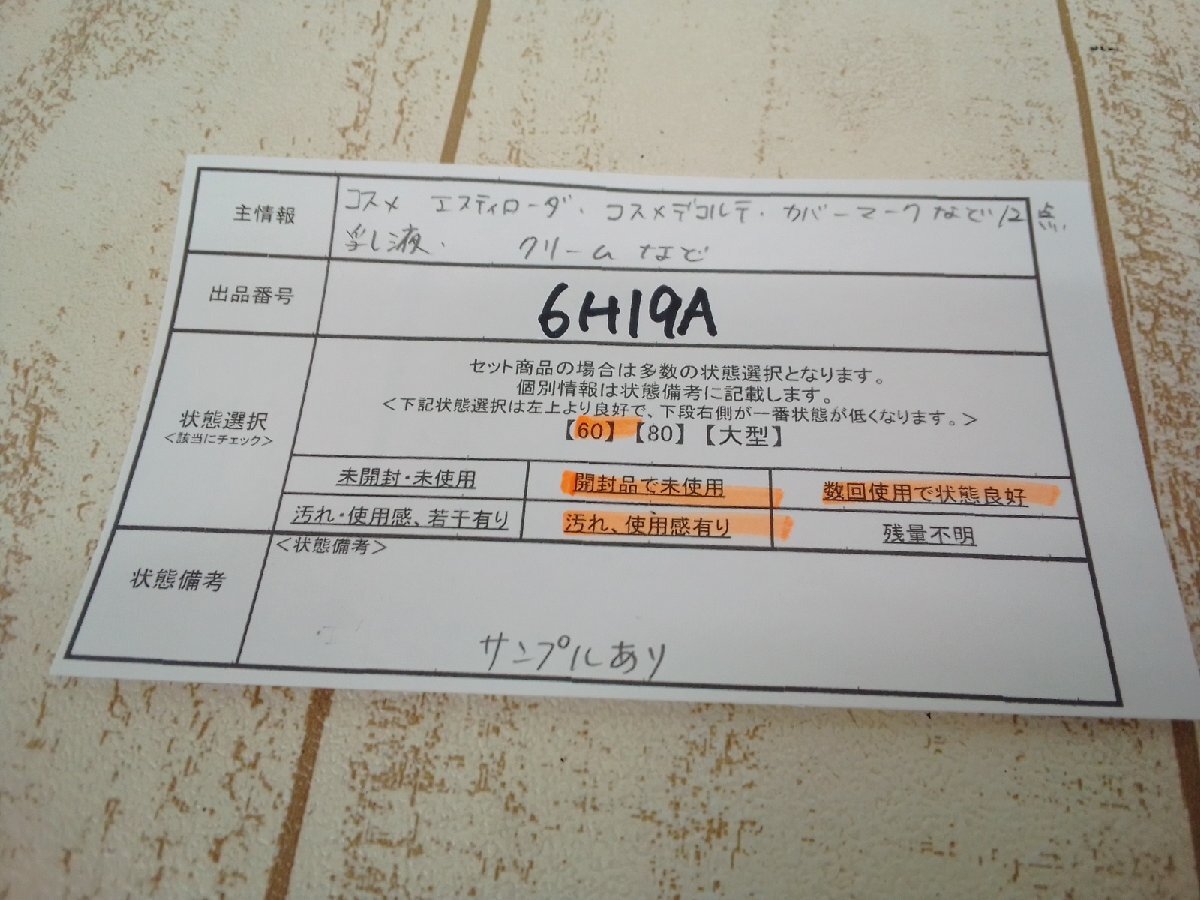 主情報
コスメ エスティローダ・コスメデコルテ・カバーマークなど12点
乳液・ クリームなど
出品番号
6H19A
状態選択
<該当にチェック>
セット商品の場合は多数の状態選択となります。
個別情報は状態備考に記載します。
<下記状態選択は左上より良好で、下段右側が一番状態が低くなります。>
【60】【80】【大型】
未開封・未使用 開封品で未使用 数回使用で状態良好
汚れ・使用感、若干有り 汚れ、使用感有り 残量不明
状態備考
<状態備考>
サンプルあり